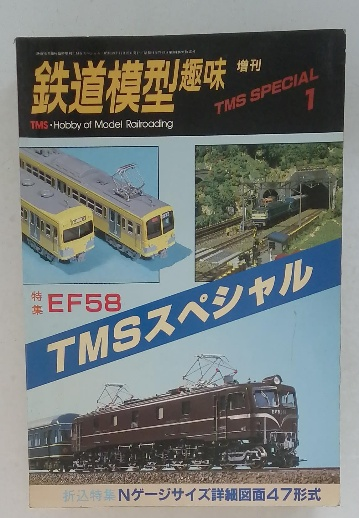 鉄道模型趣味 増刊
TMS SPECIAL
1
TMS・Hobby of Model Railroading
特集 EF58
TMSスペシャル
折込特集 Nゲージサイズ詳細図面47形式